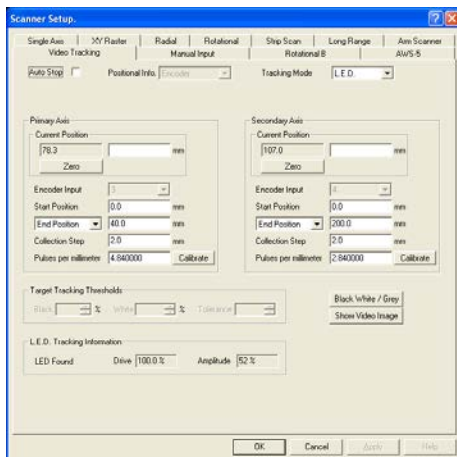 Scanner Setup.
Single Axis XY Raster Radial Rotational Strip Scan Long Range Arm Scanner
Video Tracking Manual Input Rotational B AWS-5
Auto Stop Positional Info. Encoder Tracking Mode L.E.D.
Primary Axis Secondary Axis
Current Position Current Position
78.3 mm 107.0 mm
Zero Zero
Encoder Input 3 Encoder Input 4
Start Position 0.0 mm Start Position 0.0 mm
End Position 40.0 mm End Position 200.0 mm
Collection Step 2.0 mm Collection Step 2.0 mm
Pulses per millimeter 4.840000 Calibrate Pulses per millimeter 2.840000 Calibrate
Target Tracking Thresholds
Black % White % Tolerance
Black White / Grey
Show Video Image
L.E.D. Tracking Information
LED Found Drive 100.0 % Amplitude 52 %
OK Cancel Apply Help